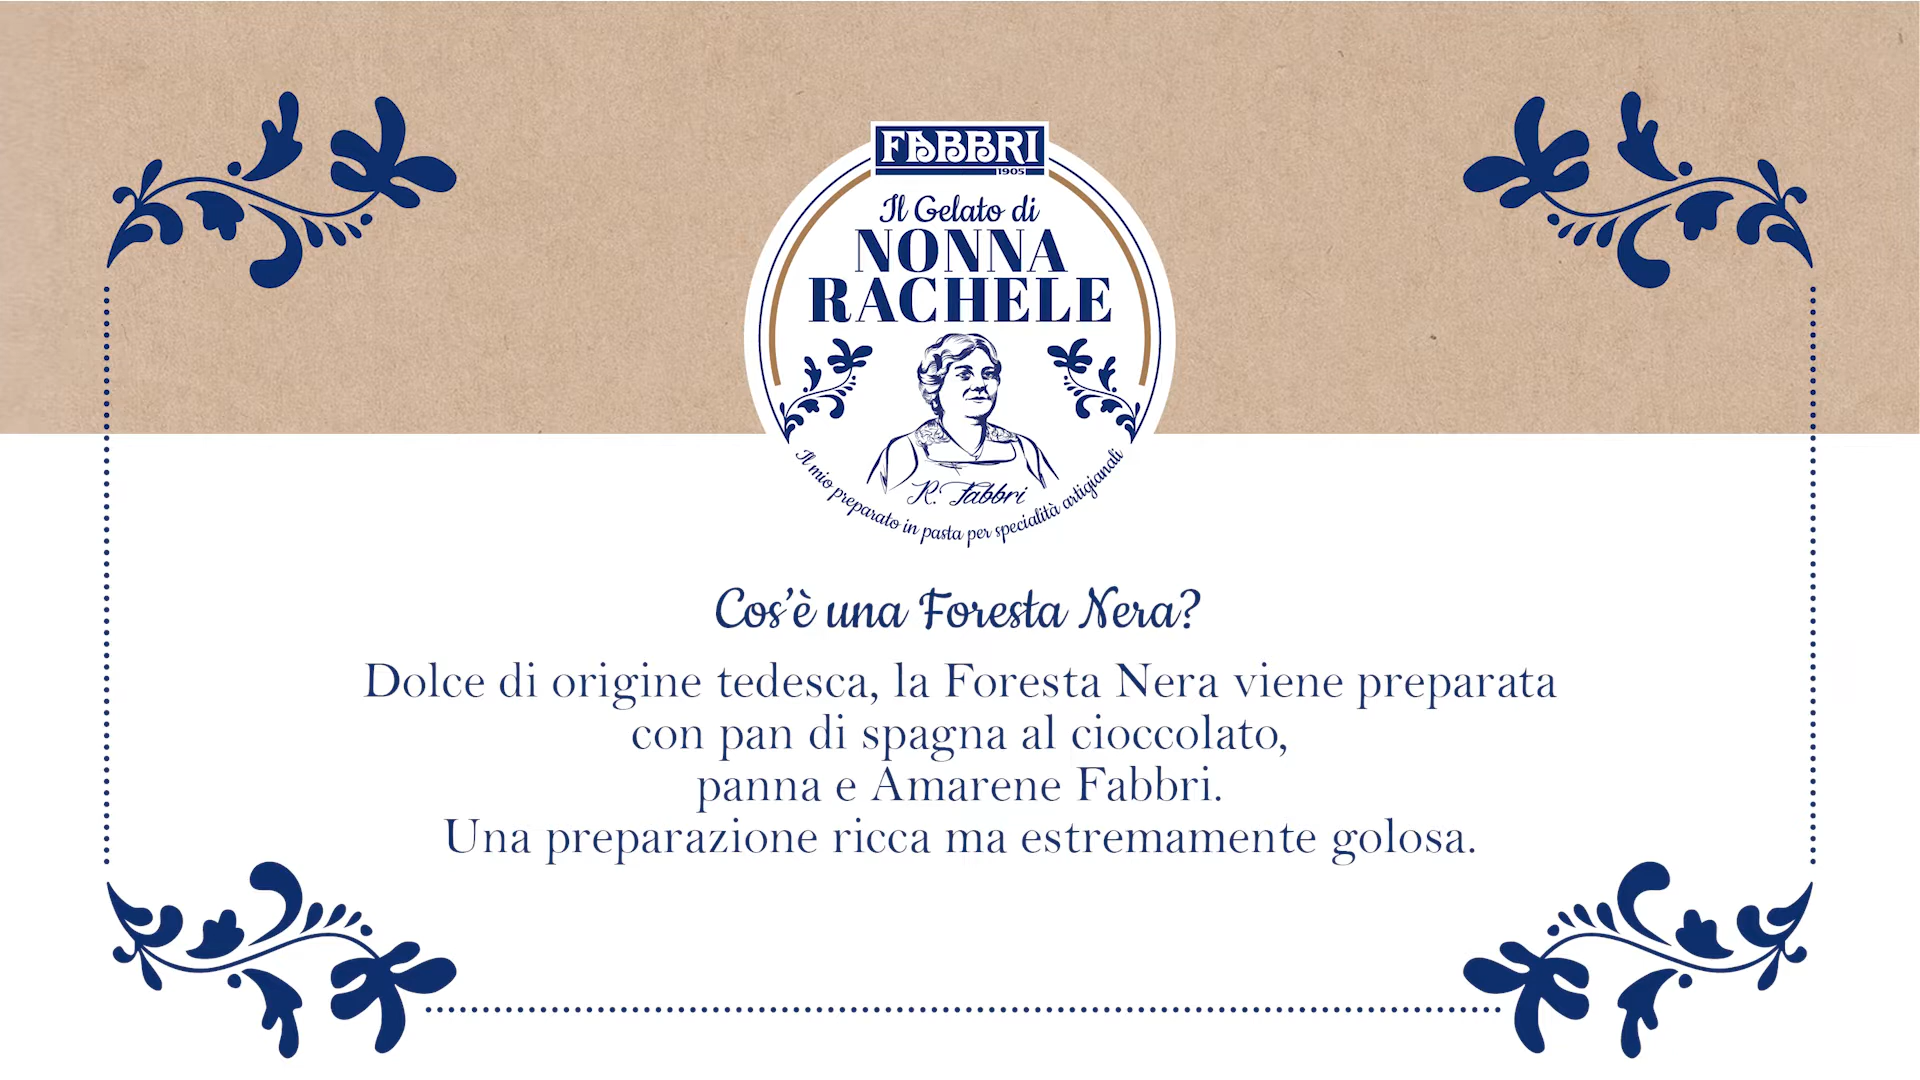 FABBRI
1905
Il Gelato di
NONNA
RACHELE
R. Fabbri
Il mio preparato in pasta per specialità artigianali
Cos'è una Foresta Nera?
Dolce di origine tedesca, la Foresta Nera viene preparata
con pan di spagna al cioccolato,
panna e Amarene Fabbri.
Una preparazione ricca ma estremamente golosa.